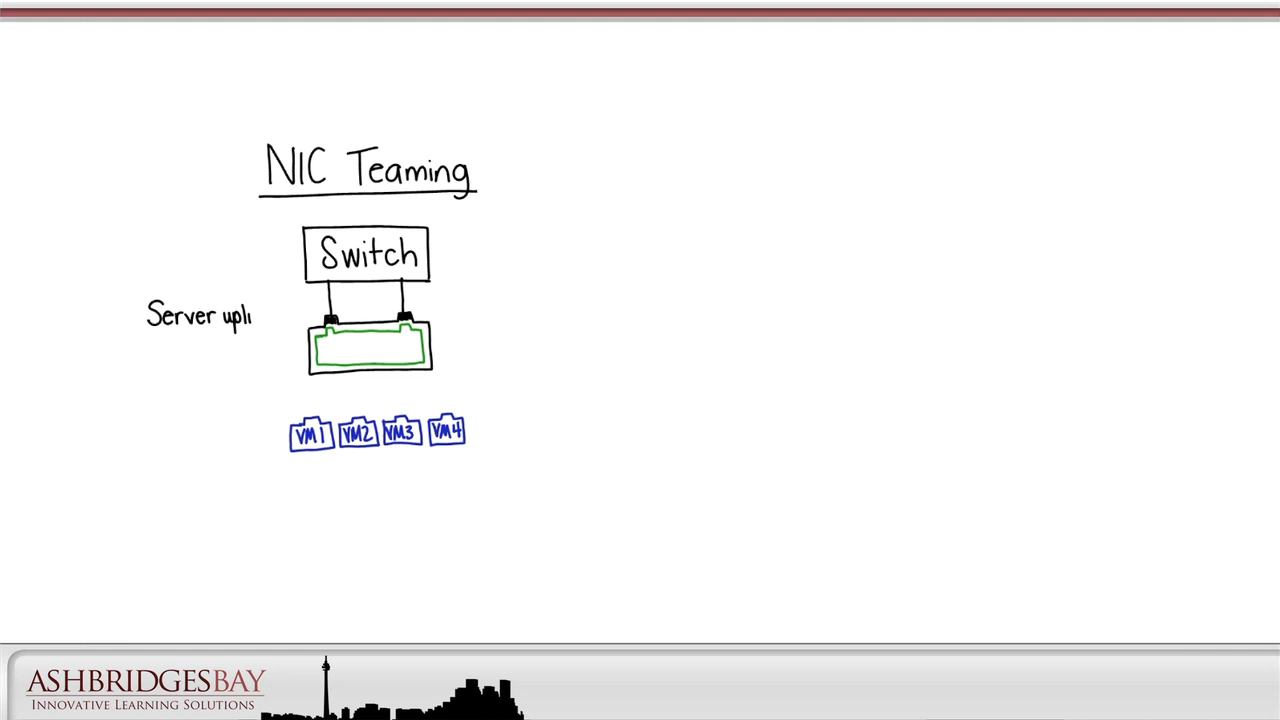 NIC Teaming
Switch
Server upli
VM1 VM2 VM3 VM4
ASHBRIDGESBAY
INNOVATIVE LEARNING SOLUTIONS